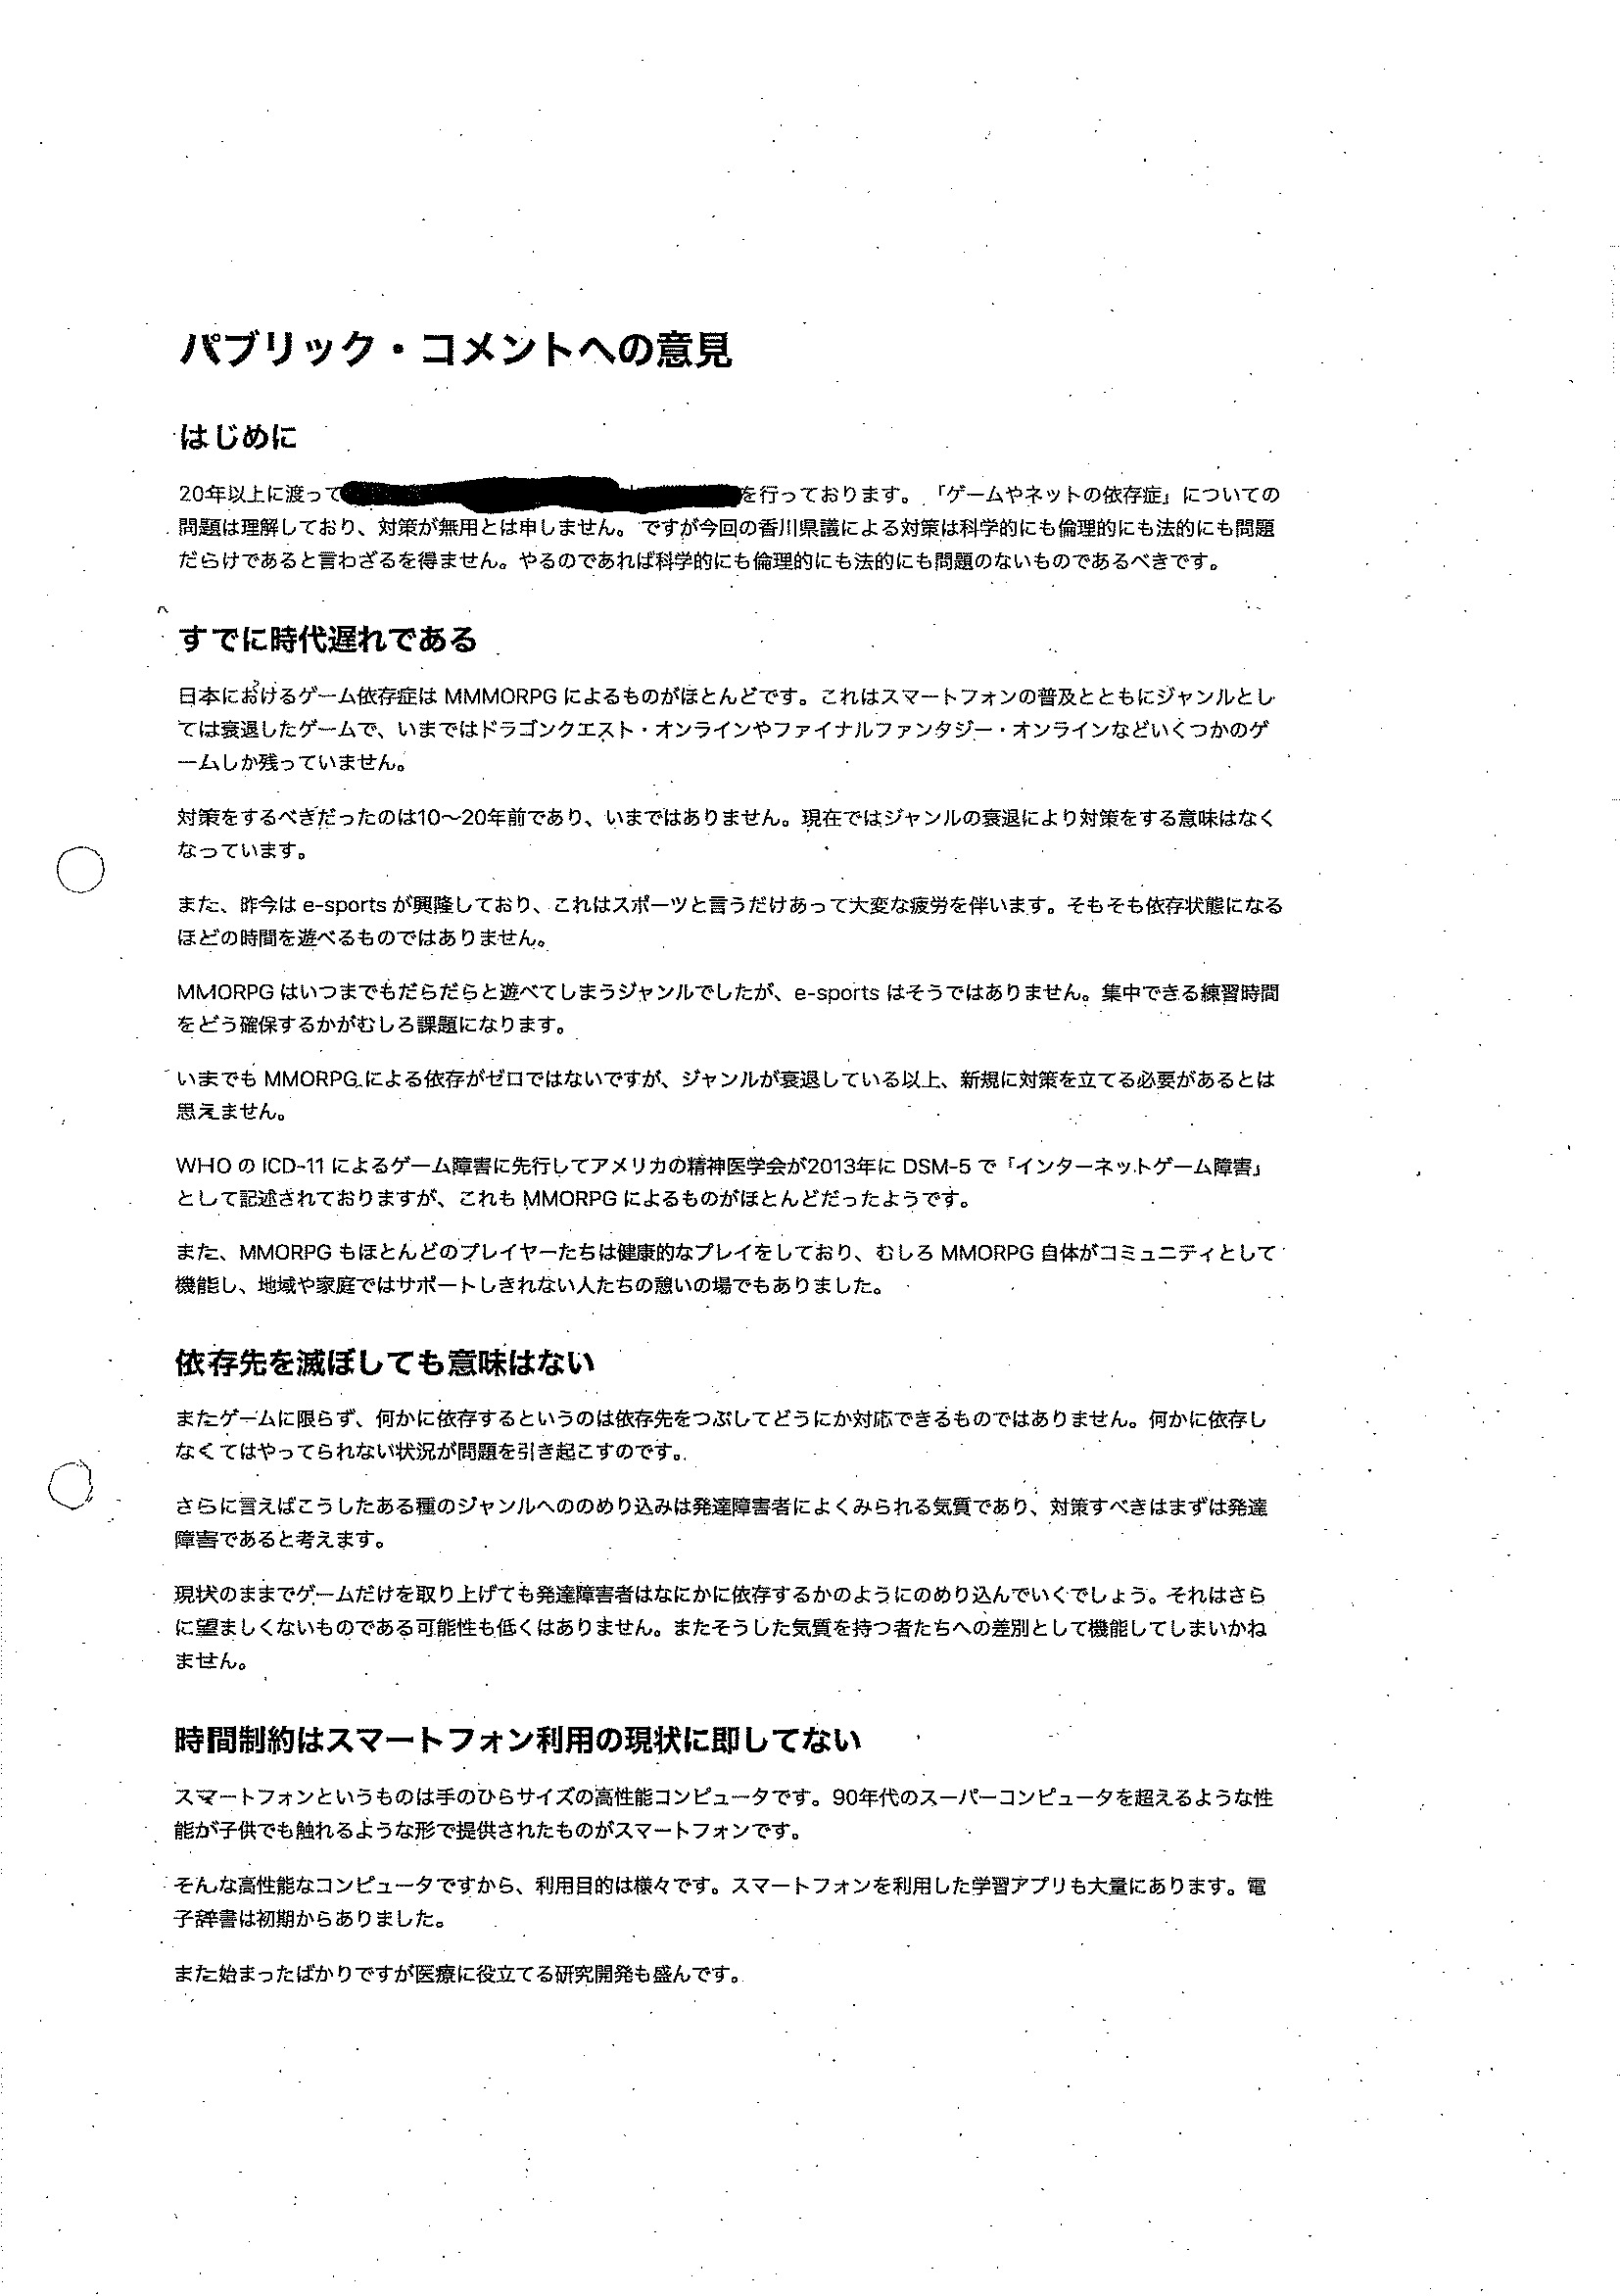 パブリック・コメントへの意見
はじめに
20年以上に渡って
を行っております。「ゲームやネットの依存症」についての
問題は理解しており、対策が無用とは申しません。ですが今回の香川県議による対策は科学的にも倫理的にも法的にも問題
だらけであると言わざるを得ません。やるのであれば科学的にも倫理的にも法的にも問題のないものであるべきです。
すでに時代遅れである
日本におけるゲーム依存症は MMMORPG によるものがほとんどです。これはスマートフォンの普及とともにジャンルとし
ては衰退したゲームで、いまではドラゴンクエスト・オンラインやファイナルファンタジー・オンラインなどいくつかのゲ
ームしか残っていません。
対策をするべきだったのは10〜20年前であり、いまではありません。現在ではジャンルの衰退により対策をする意味はなく
なっています。
また、昨今は e-sports が興隆しており、これはスポーツと言うだけあって大変な疲労を伴います。そもそも依存状態になる
ほどの時間を遊べるものではありません。
MMORPG はいつまでもだらだらと遊べてしまうジャンルでしたが、e-sports はそうではありません。集中できる練習時間
をどう確保するかがむしろ課題になります。
いまでも MMORPG による依存がゼロではないですが、ジャンルが衰退している以上、新規に対策を立てる必要があるとは
思えません。
WHO の ICD-11 によるゲーム障害に先行してアメリカの精神医学会が2013年に DSM-5 で「インターネットゲーム障害」
として記述されておりますが、これも MMORPG によるものがほとんどだったようです。
また、MMORPG もほとんどのプレイヤーたちは健康的なプレイをしており、むしろ MMORPG 自体がコミュニティとして
機能し、地域や家庭ではサポートしきれない人たちの憩いの場でもありました。
依存先を滅ぼしても意味はない
またゲームに限らず、何かに依存するというのは依存先をつぶしてどうにか対応できるものではありません。何かに依存し
なくてはやってられない状況が問題を引き起こすのです。
さらに言えばこうしたある種のジャンルへののめり込みは発達障害者によくみられる気質であり、対策すべきはまずは発達
障害であると考えます。
現状のままでゲームだけを取り上げても発達障害者はなにかに依存するかのようにのめり込んでいくでしょう。それはさら
に望ましくないものである可能性も低くはありません。またそうした気質を持つ者たちへの差別として機能してしまいかね
ません。
時間制約はスマートフォン利用の現状に即してない
スマートフォンというものは手のひらサイズの高性能コンピュータです。90年代のスーパーコンピュータを超えるような性
能が子供でも触れるような形で提供されたものがスマートフォンです。
そんな高性能なコンピュータですから、利用目的は様々です。スマートフォンを利用した学習アプリも大量にあります。電
子辞書は初期からありました。
また始まったばかりですが医療に役立てる研究開発も盛んです。